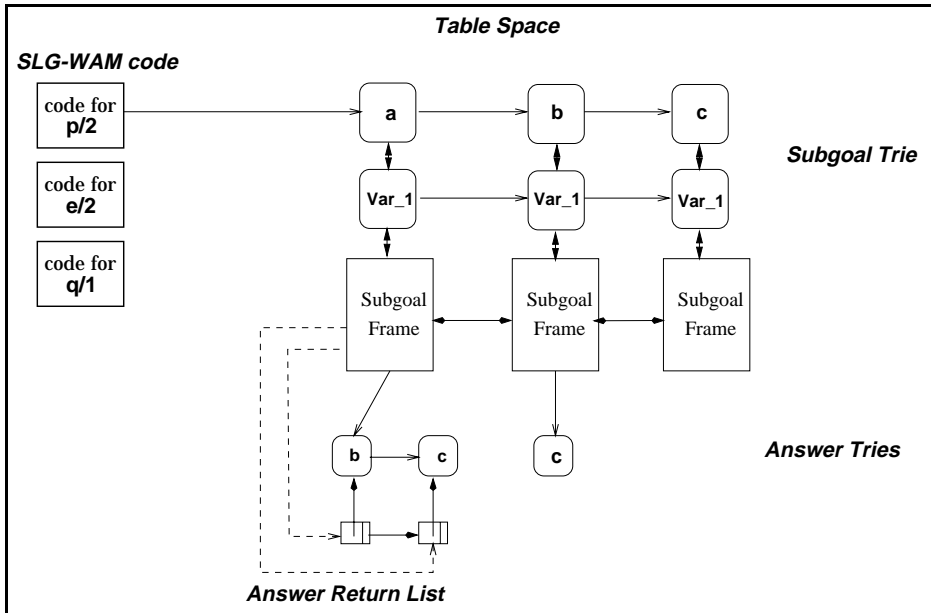 Table Space
SLG-WAM code
code for
p/2
a
b
c
Subgoal Trie
code for
e/2
Var_1
Var_1
Var_1
code for
q/1
Subgoal
Frame
Subgoal
Frame
Subgoal
Frame
b
c
c
Answer Tries
Answer Return List